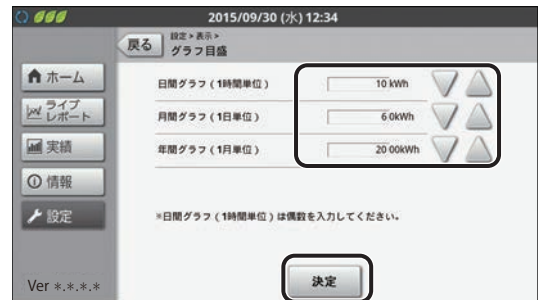 2015/09/30 (水) 12:34
戻る
設定 > 表示 >
グラフ目盛
ホーム
ライブ
レポート
実績
情報
設定
Ver *.*.*.*
日間グラフ(1時間単位) 10 kWh
月間グラフ(1日単位) 6 0kWh
年間グラフ(1月単位) 20 00kWh
※日間グラフ(1時間単位)は偶数を入力してください。
決定